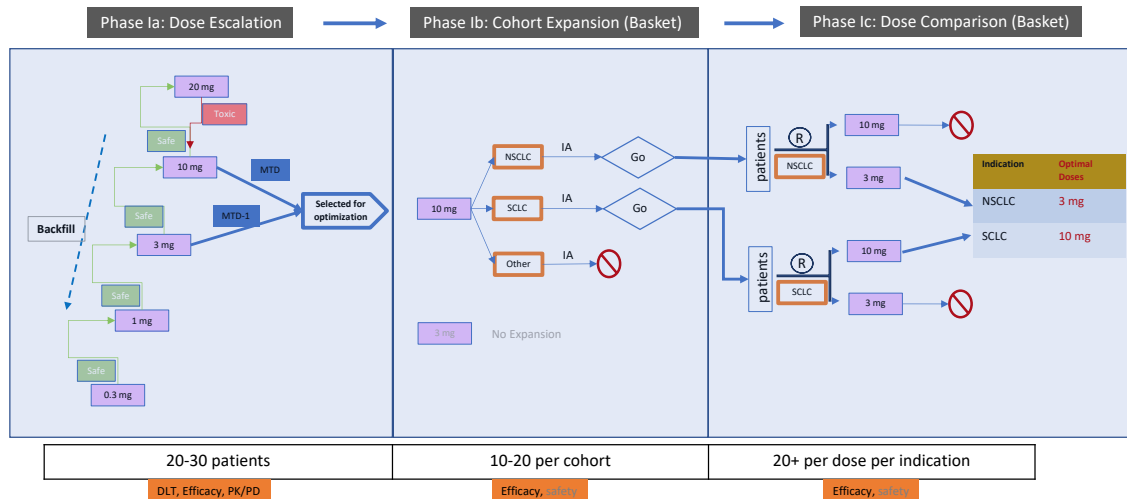 Phase Ia: Dose Escalation
Phase Ib: Cohort Expansion (Basket)
Phase Ic: Dose Comparison (Basket)
20 mg
Toxic
Safe
10 mg
MTD
Safe
MTD-1
Selected for
optimization
Backfill
3 mg
Safe
1 mg
Safe
0.3 mg
NSCLC
IA
Go
10 mg
SCLC
IA
Go
Other
IA
3 mg
No Expansion
patients
R
NSCLC
10 mg
3 mg
patients
R
SCLC
10 mg
3 mg
Indication
Optimal
Doses
NSCLC
3 mg
SCLC
10 mg
20-30 patients
10-20 per cohort
20+ per dose per indication
DLT, Efficacy, PK/PD
Efficacy, safety
Efficacy, safety